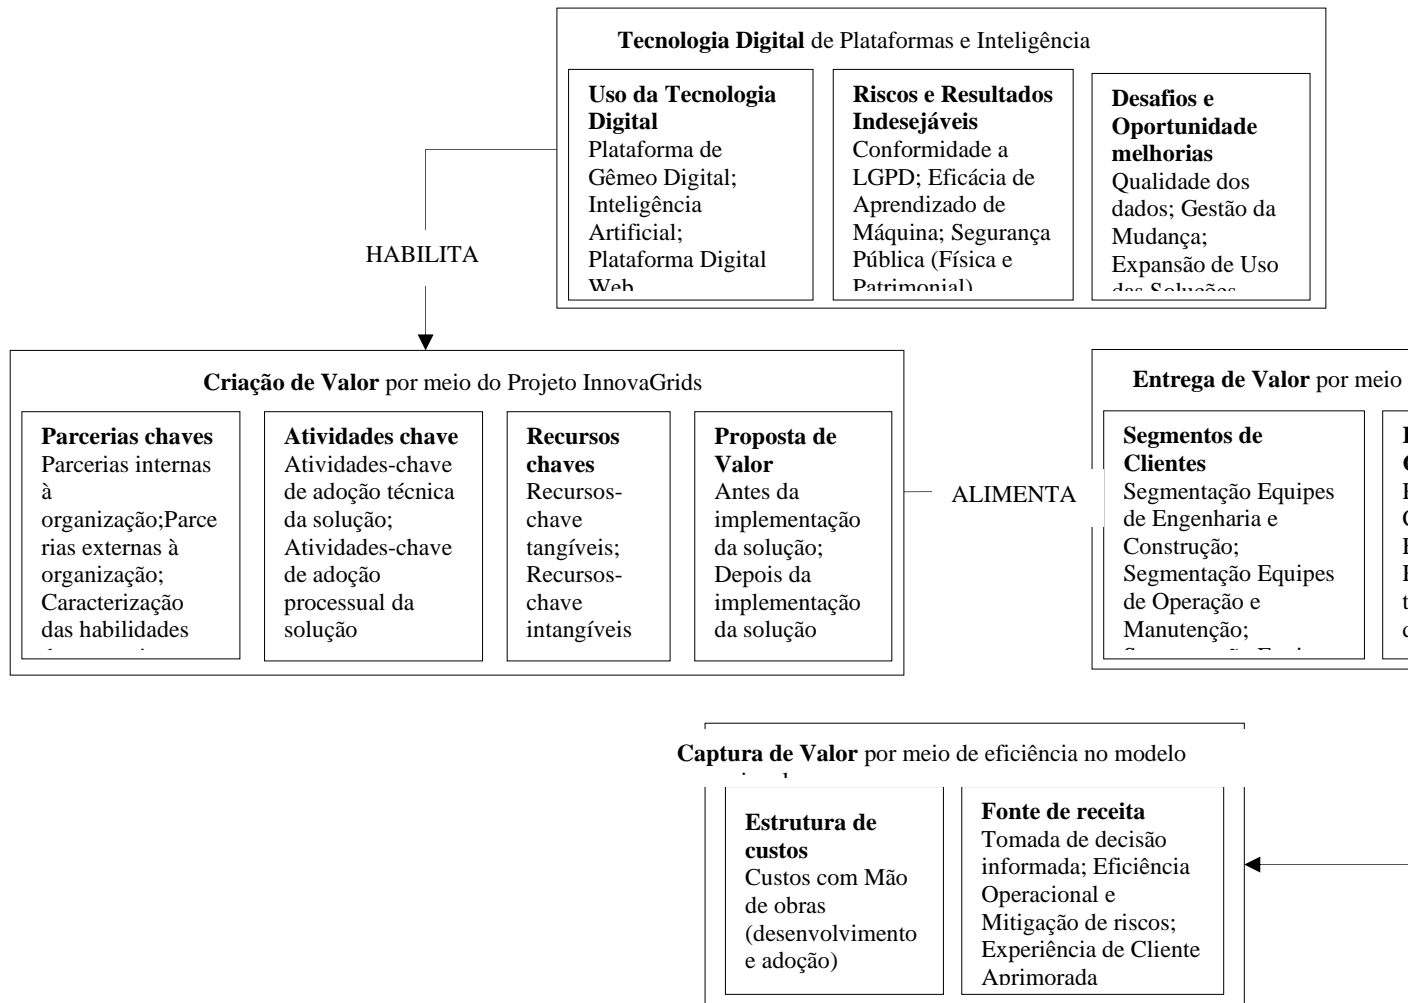 Tecnologia Digital de Plataformas e Inteligência
Uso da Tecnologia
Digital
Plataforma de
Gêmeo Digital;
Inteligência
Artificial;
Plataforma Digital
Web
Riscos e Resultados
Indesejáveis
Conformidade a
LGPD; Eficácia de
Aprendizado de
Máquina; Segurança
Pública (Física e
Patrimonial)
Desafios e
Oportunidade
melhorias
Qualidade dos
dados; Gestão da
Mudança;
Expansão de Uso
das Soluções
HABILITA
Criação de Valor por meio do Projeto InnovaGrids
Parcerias chaves
Parcerias internas
à
organização;Parce
rias externas à
organização;
Caracterização
das habilidades
Atividades chave
Atividades-chave
de adoção técnica
da solução;
Atividades-chave
de adoção
processual da
solução
Recursos
chaves
Recursos-
chave
tangíveis;
Recursos-
chave
intangíveis
Proposta de
Valor
Antes da
implementação
da solução;
Depois da
implementação
da solução
ALIMENTA
Entrega de Valor por meio
Segmentos de
Clientes
Segmentação Equipes
de Engenharia e
Construção;
Segmentação Equipes
de Operação e
Manutenção;
Captura de Valor por meio de eficiência no modelo
Estrutura de
custos
Custos com Mão
de obras
(desenvolvimento
e adoção)
Fonte de receita
Tomada de decisão
informada; Eficiência
Operacional e
Mitigação de riscos;
Experiência de Cliente
Aprimorada